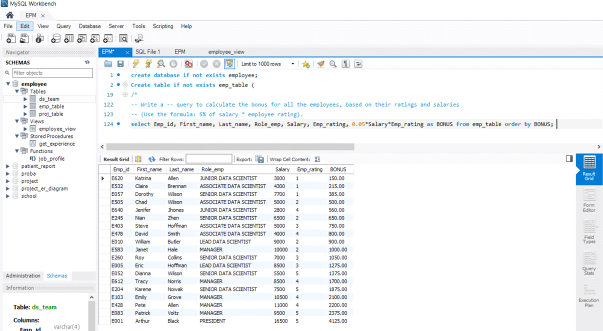 MySQL Workbench
EPM
File Edit View Query Database Server Tools Scripting Help
Navigator
EPM* SQL File 1 EPM employee_view
SCHEMAS
Filter objects
employee
Tables
ds_team
emp_table
proj_table
Views
employee_view
Stored Procedures
get_experience
Functions
job_profile
patient_report
proba
project
project_er_diagram
school
Administration Schemas
Information
Table: ds_team
Columns:
Emp_id varchar(4)
Limit to 1000 rows
1 create database if not exists employee;
2 Create table if not exists emp_table (
119 /*
122 -- Write a -- query to calculate the bonus for all the employees, based on their ratings and salaries
123 -- (Use the formula: 5% of salary * employee rating).
124 select Emp_id, First_name, Last_name, Role_emp, Salary, Emp_rating, 0.05*Salary*Emp_rating as BONUS from emp_table order by BONUS;
Result Grid Filter Rows: Export: Wrap Cell Content:
Emp_id First_name Last_name Role_emp Salary Emp_rating BONUS
E620 Katrina Allen JUNIOR DATA SCIENTIST 3000 1 150.00
E532 Claire Brennan ASSOCIATE DATA SCIENTIST 4300 1 215.00
E057 Dorothy Wilson SENIOR DATA SCIENTIST 7700 1 385.00
E505 Chad Wilson ASSOCIATE DATA SCIENTIST 5000 2 500.00
E640 Jenifer Jhones JUNIOR DATA SCIENTIST 2800 4 560.00
E245 Nian Zhen SENIOR DATA SCIENTIST 6500 2 650.00
E403 Steve Hoffman ASSOCIATE DATA SCIENTIST 5000 3 750.00
E478 David Smith ASSOCIATE DATA SCIENTIST 4000 4 800.00
E010 William Butler LEAD DATA SCIENTIST 9000 2 900.00
E583 Janet Hale MANAGER 10000 2 1000.00
E260 Roy Collins SENIOR DATA SCIENTIST 7000 3 1050.00
E005 Eric Hoffman LEAD DATA SCIENTIST 8500 3 1275.00
E052 Dianna Wilson SENIOR DATA SCIENTIST 5500 5 1375.00
E612 Tracy Norris MANAGER 8500 4 1700.00
E204 Karene Nowak SENIOR DATA SCIENTIST 7500 5 1875.00
E103 Emily Grove MANAGER 10500 4 2100.00
E428 Pete Allen MANAGER 11000 4 2200.00
E083 Patrick Voltz MANAGER 9500 5 2375.00
E001 Arthur Black PRESIDENT 16500 5 4125.00
Result
Grid
Form
Editor
Field
Types
Query
Stats
Execution
Plan